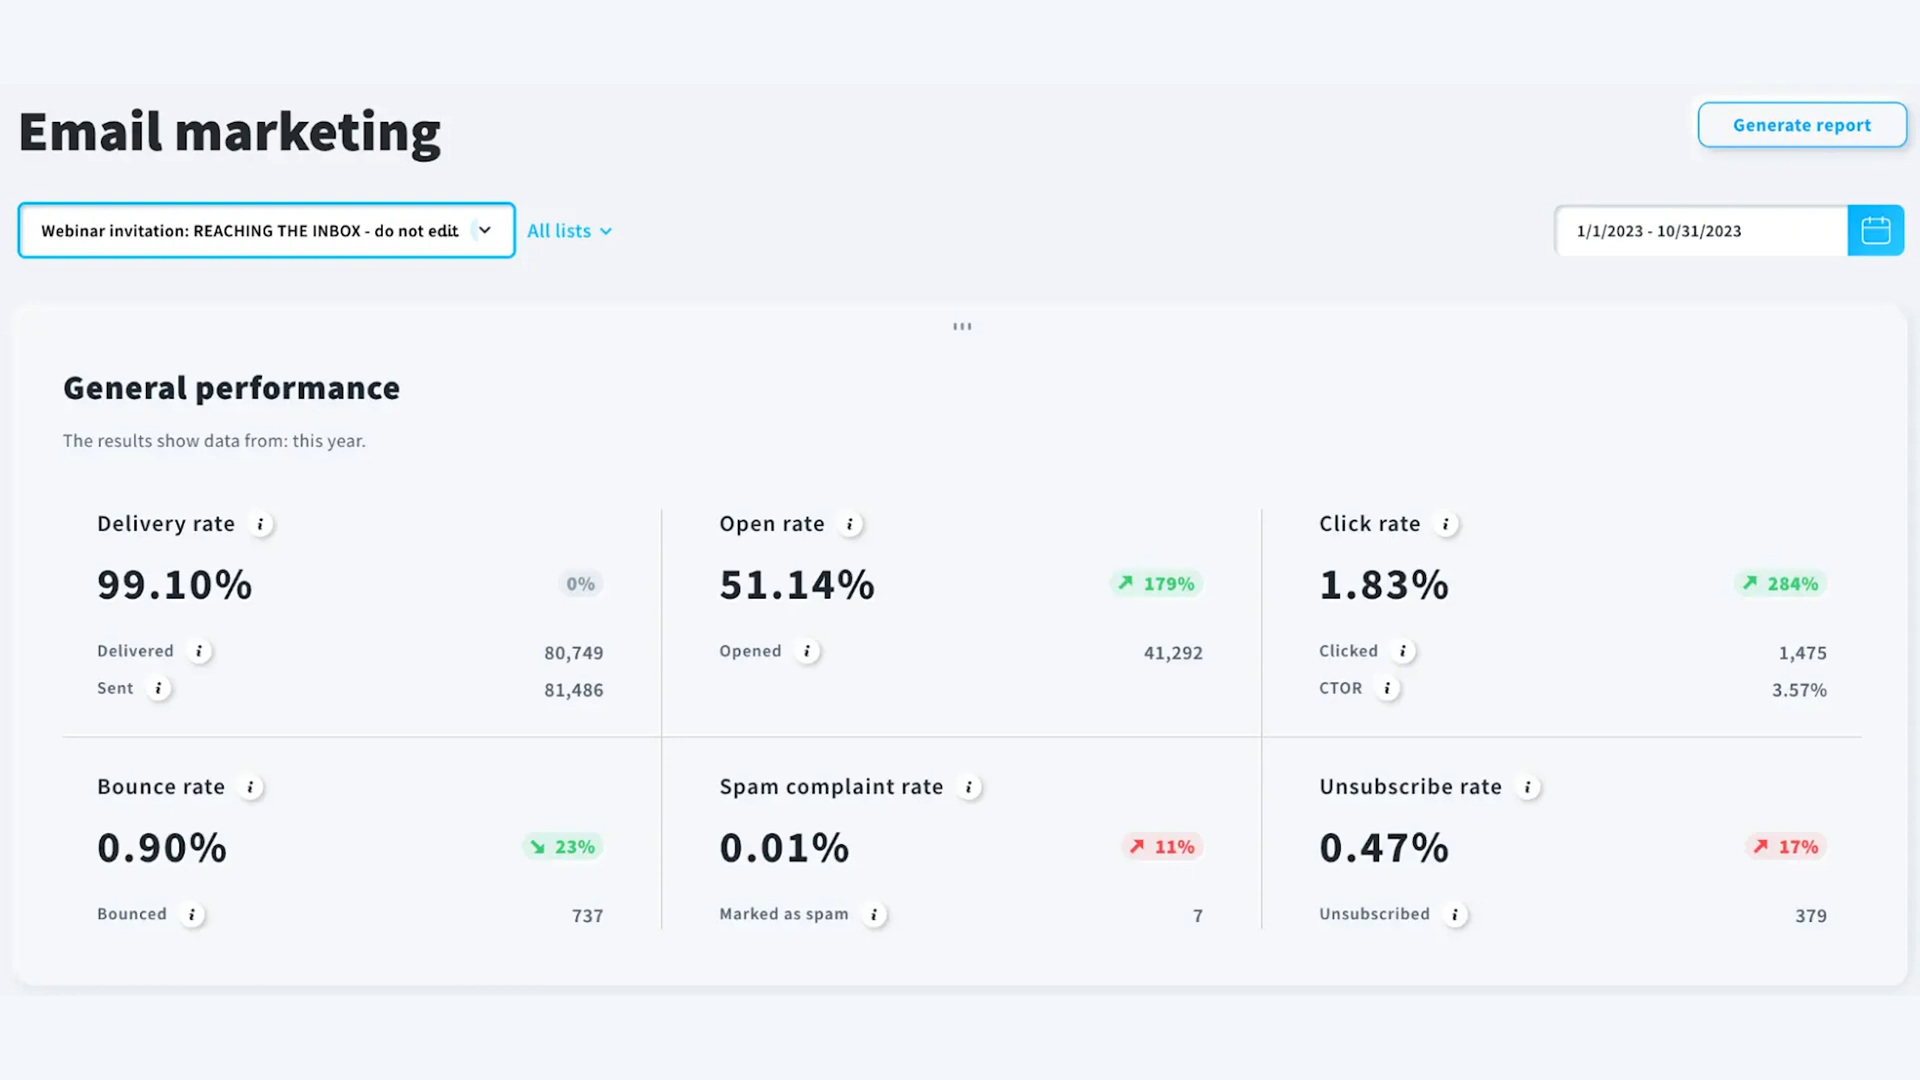 Email marketing
Generate report
Webinar invitation: REACHING THE INBOX - do not edit
All lists
1/1/2023 - 10/31/2023
General performance
The results show data from: this year.
Delivery rate i
99.10% 0%
Delivered i 80,749
Sent i 81,486
Open rate i
51.14% 179%
Opened i 41,292
Click rate i
1.83% 284%
Clicked i 1,475
CTOR i 3.57%
Bounce rate i
0.90% 23%
Bounced i 737
Spam complaint rate i
0.01% 11%
Marked as spam i 7
Unsubscribe rate i
0.47% 17%
Unsubscribed i 379